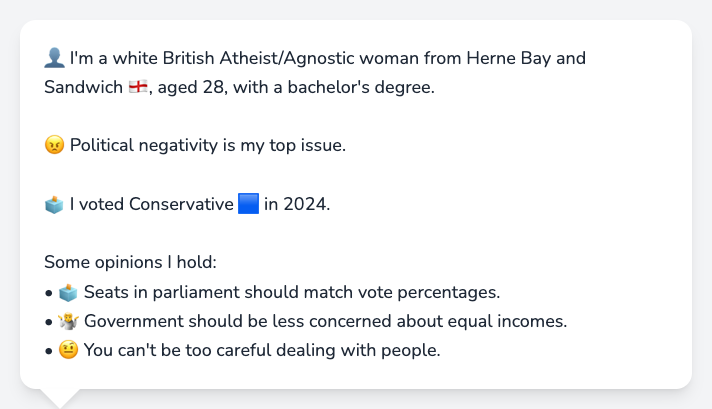 👤 I'm a white British Atheist/Agnostic woman from Herne Bay and
Sandwich 🏴󠁧󠁢󠁥󠁮󠁧󠁿, aged 28, with a bachelor's degree.
😠 Political negativity is my top issue.
🗳️ I voted Conservative 🟦 in 2024.
Some opinions I hold:
• 🗳️ Seats in parliament should match vote percentages.
• 🤷 Government should be less concerned about equal incomes.
• 🤨 You can't be too careful dealing with people.